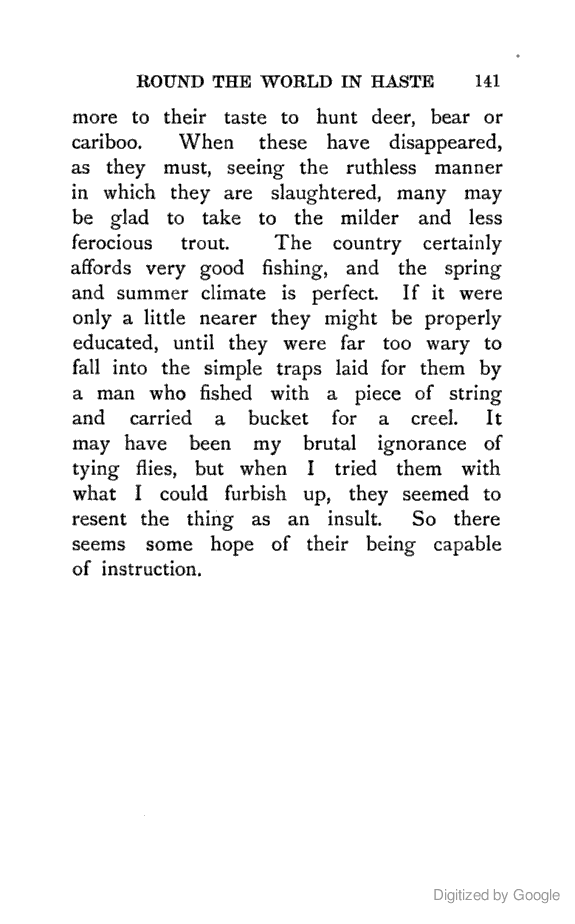 ROUND THE WORLD IN HASTE 141
more to their taste to hunt deer, bear or
cariboo. When these have disappeared,
as they must, seeing the ruthless manner
in which they are slaughtered, many may
be glad to take to the milder and less
ferocious trout. The country certainly
affords very good fishing, and the spring
and summer climate is perfect. If it were
only a little nearer they might be properly
educated, until they were far too wary to
fall into the simple traps laid for them by
a man who fished with a piece of string
and carried a bucket for a creel. It
may have been my brutal ignorance of
tying flies, but when I tried them with
what I could furbish up, they seemed to
resent the thing as an insult. So there
seems some hope of their being capable
of instruction.
Digitized by Google